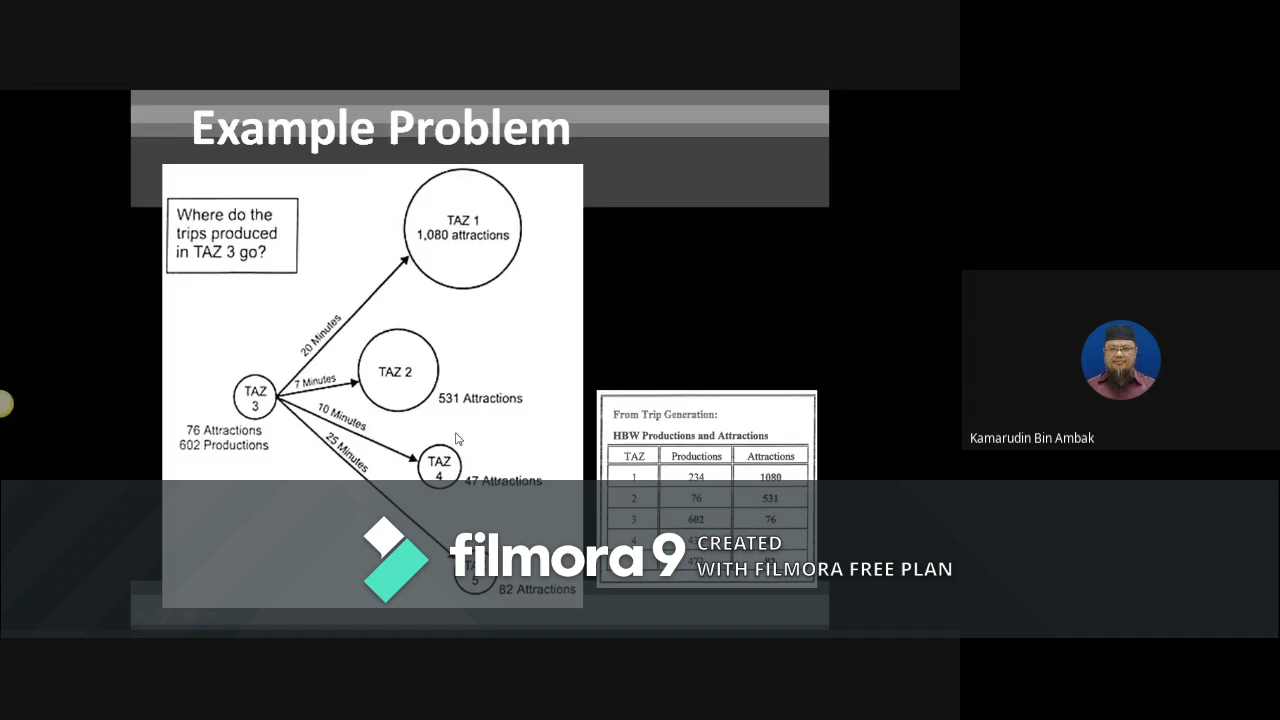 Example Problem
Where do the
trips produced
in TAZ 3 go?
TAZ 1
1,080 attractions
20 Minutes
7 Minutes
TAZ 2
531 Attractions
TAZ
3
76 Attractions
602 Productions
10 Minutes
25 Minutes
TAZ
4
47 Attractions
5
82 Attractions
From Trip Generation:
HBW Productions and Attractions
TAZ Productions Attractions
1 234 1080
2 76 531
3 602 76
4
filmora9 CREATED
WITH FILMORA FREE PLAN
Kamarudin Bin Ambak